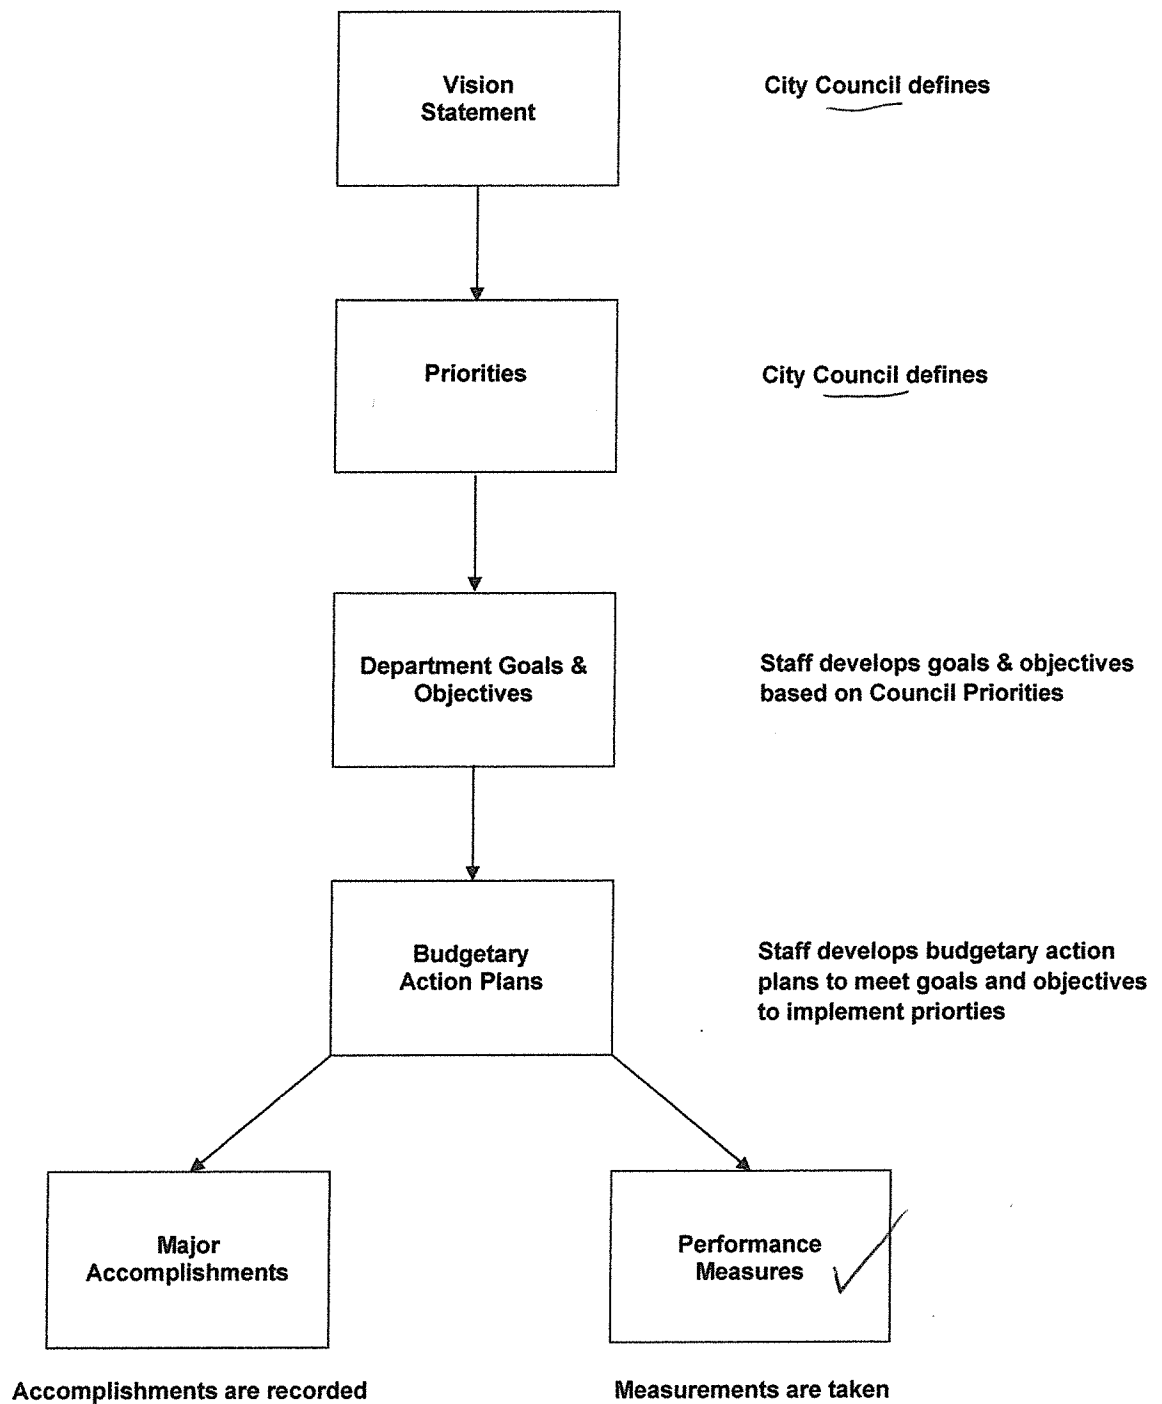 Vision
Statement
City Council defines
Priorities
City Council defines
Department Goals &
Objectives
Staff develops goals & objectives
based on Council Priorities
Budgetary
Action Plans
Staff develops budgetary action
plans to meet goals and objectives
to implement priorties
Major
Accomplishments
Performance
Measures
Accomplishments are recorded
Measurements are taken